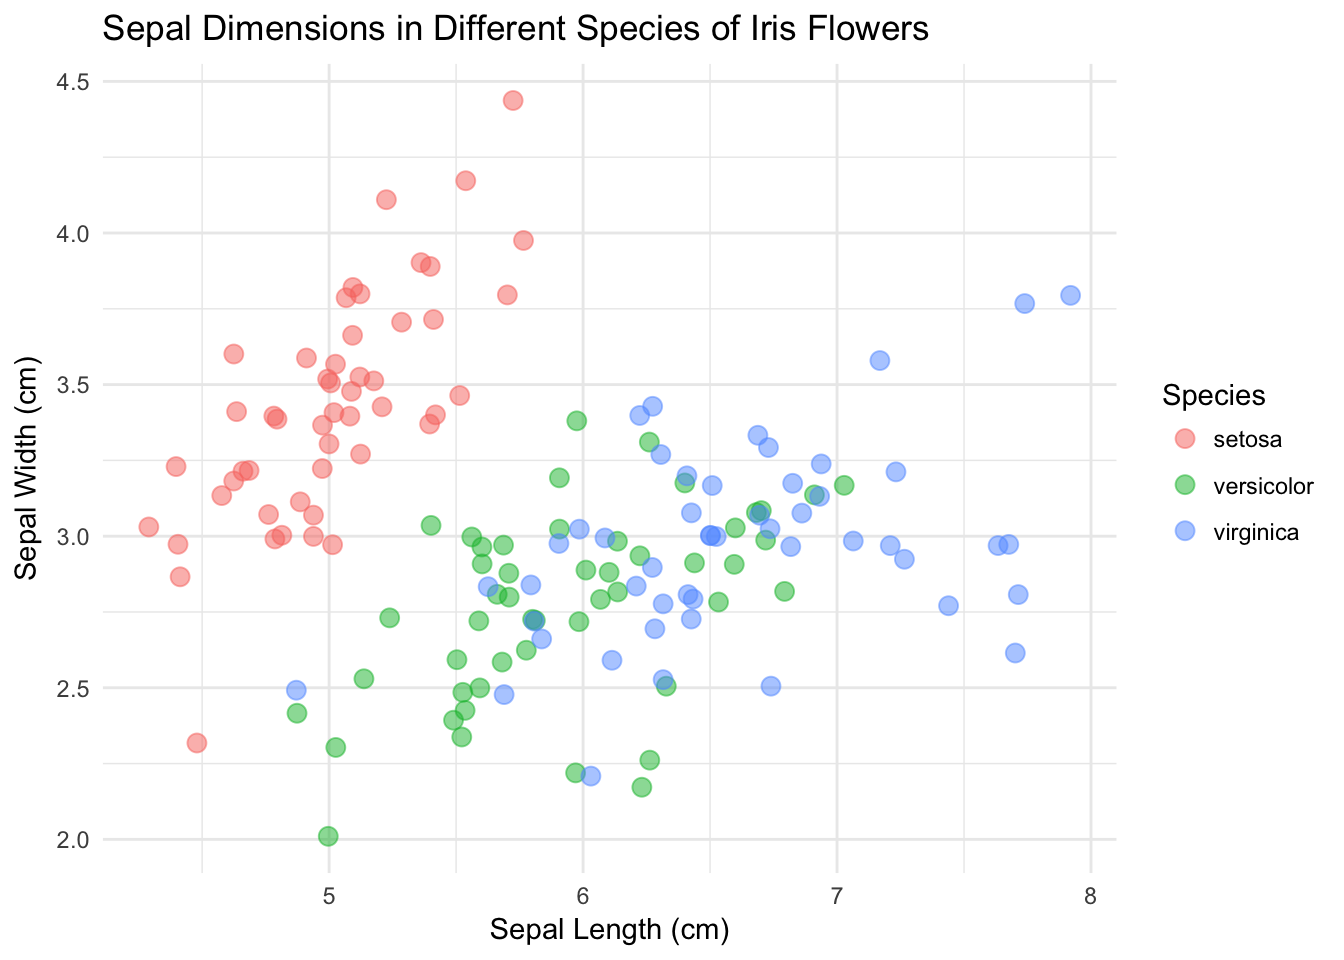 Sepal Dimensions in Different Species of Iris Flowers
4.5
4.0
3.5
3.0
2.5
2.0
Sepal Width (cm)
5 6 7 8
Sepal Length (cm)
Species
setosa
versicolor
virginica